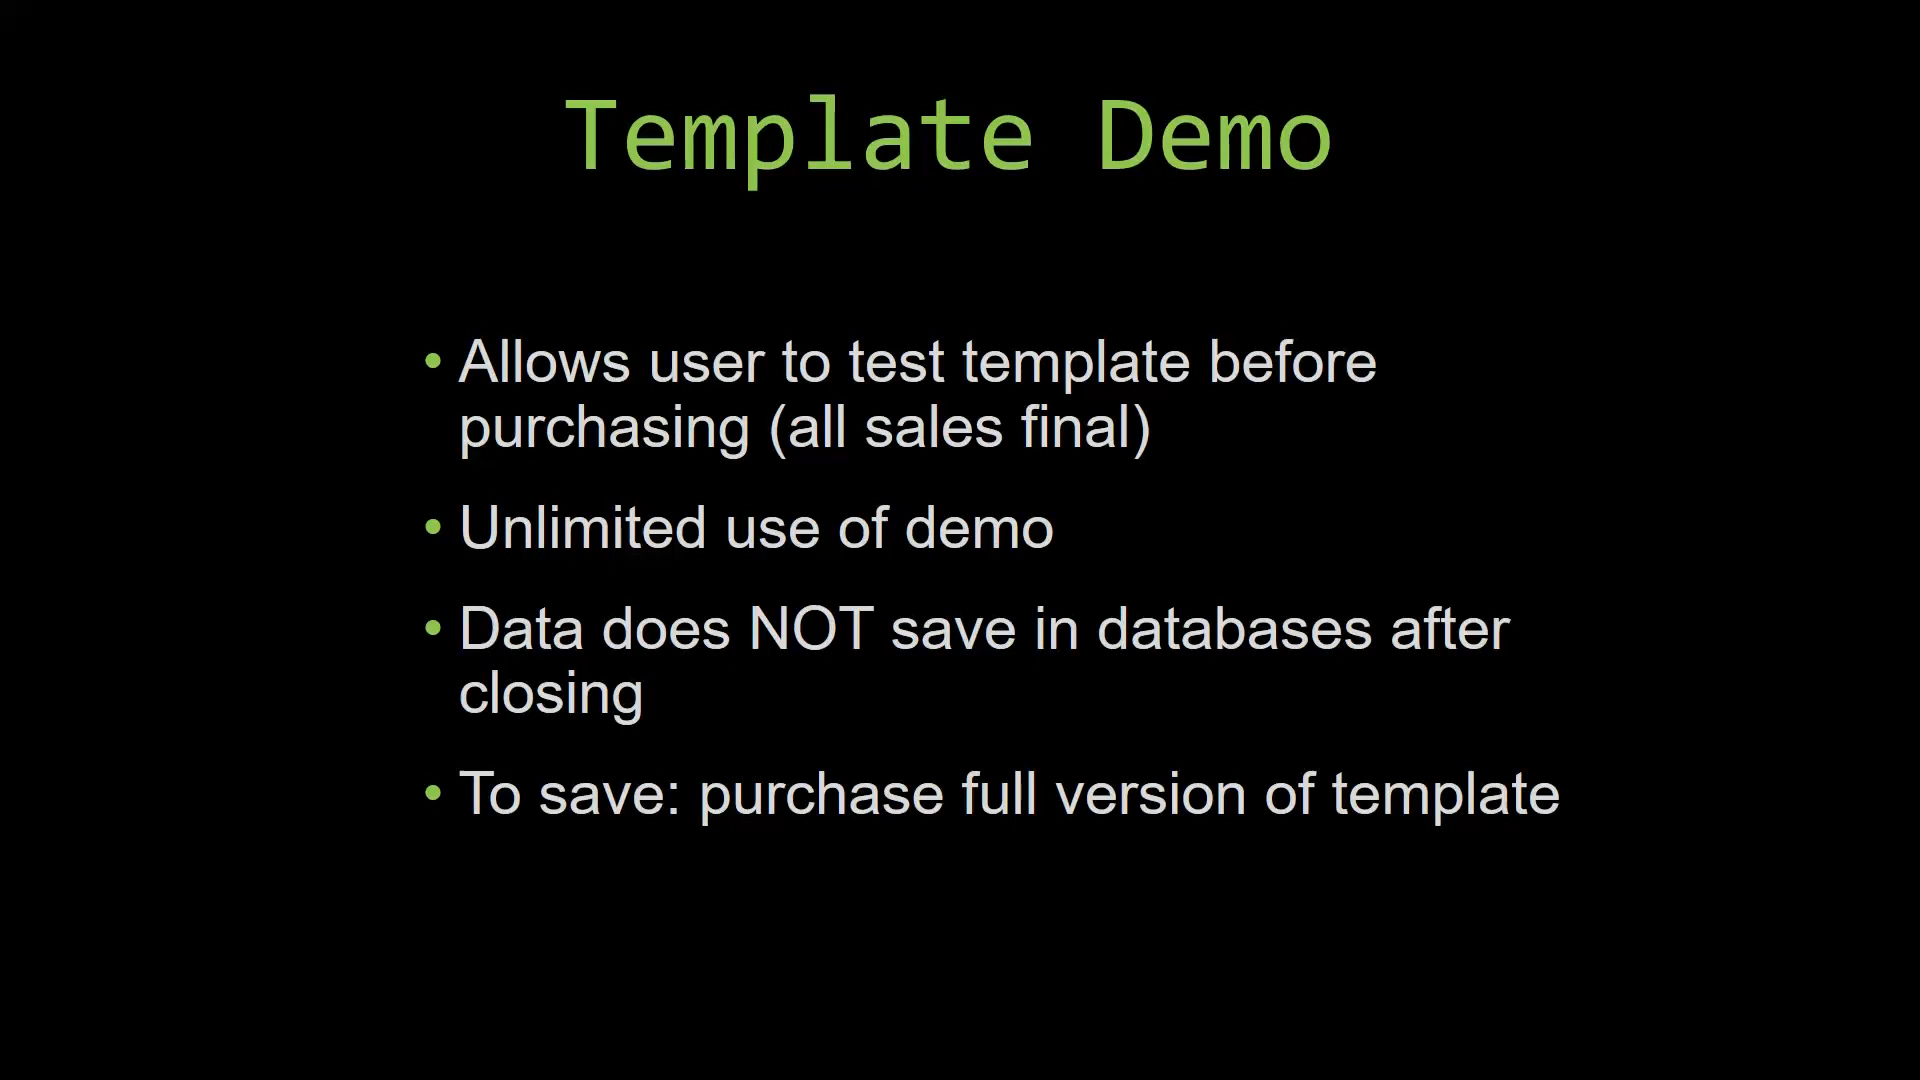 Template Demo
• Allows user to test template before
purchasing (all sales final)
• Unlimited use of demo
• Data does NOT save in databases after
closing
• To save: purchase full version of template